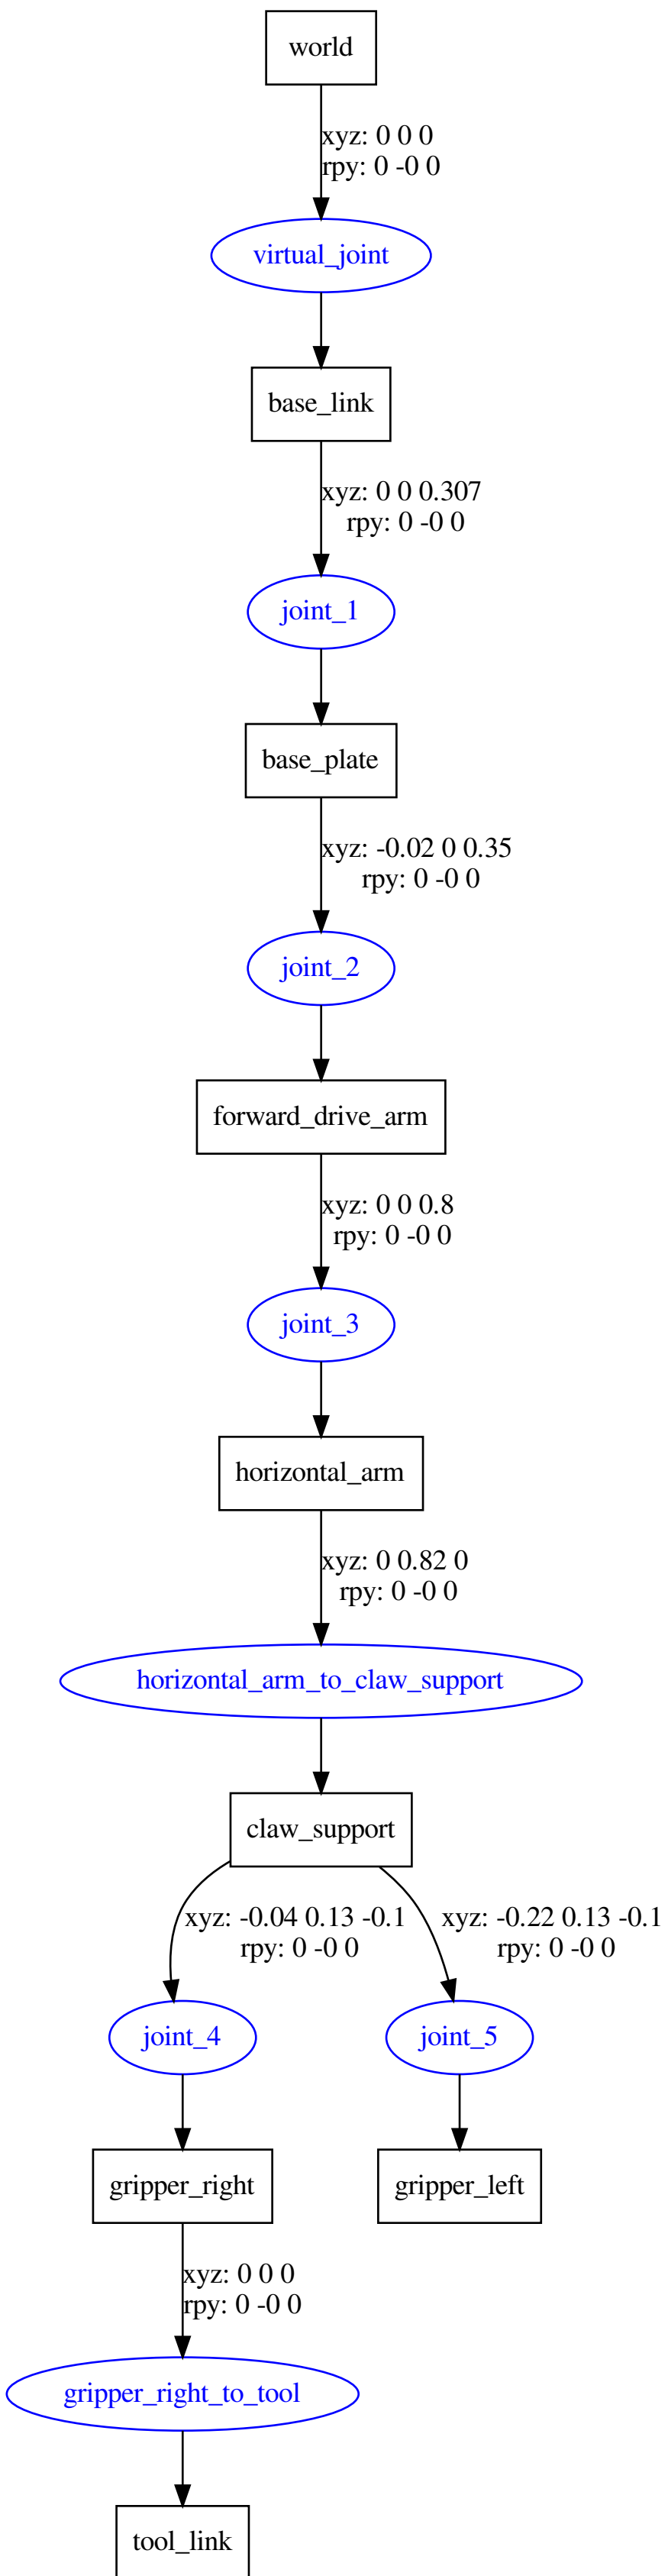 world
xyz: 0 0 0
rpy: 0 -0 0
virtual_joint
base_link
xyz: 0 0 0.307
rpy: 0 -0 0
joint_1
base_plate
xyz: -0.02 0 0.35
rpy: 0 -0 0
joint_2
forward_drive_arm
xyz: 0 0 0.8
rpy: 0 -0 0
joint_3
horizontal_arm
xyz: 0 0.82 0
rpy: 0 -0 0
horizontal_arm_to_claw_support
claw_support
xyz: -0.04 0.13 -0.1
rpy: 0 -0 0
xyz: -0.22 0.13 -0.1
rpy: 0 -0 0
joint_4
joint_5
gripper_right
gripper_left
xyz: 0 0 0
rpy: 0 -0 0
gripper_right_to_tool
tool_link